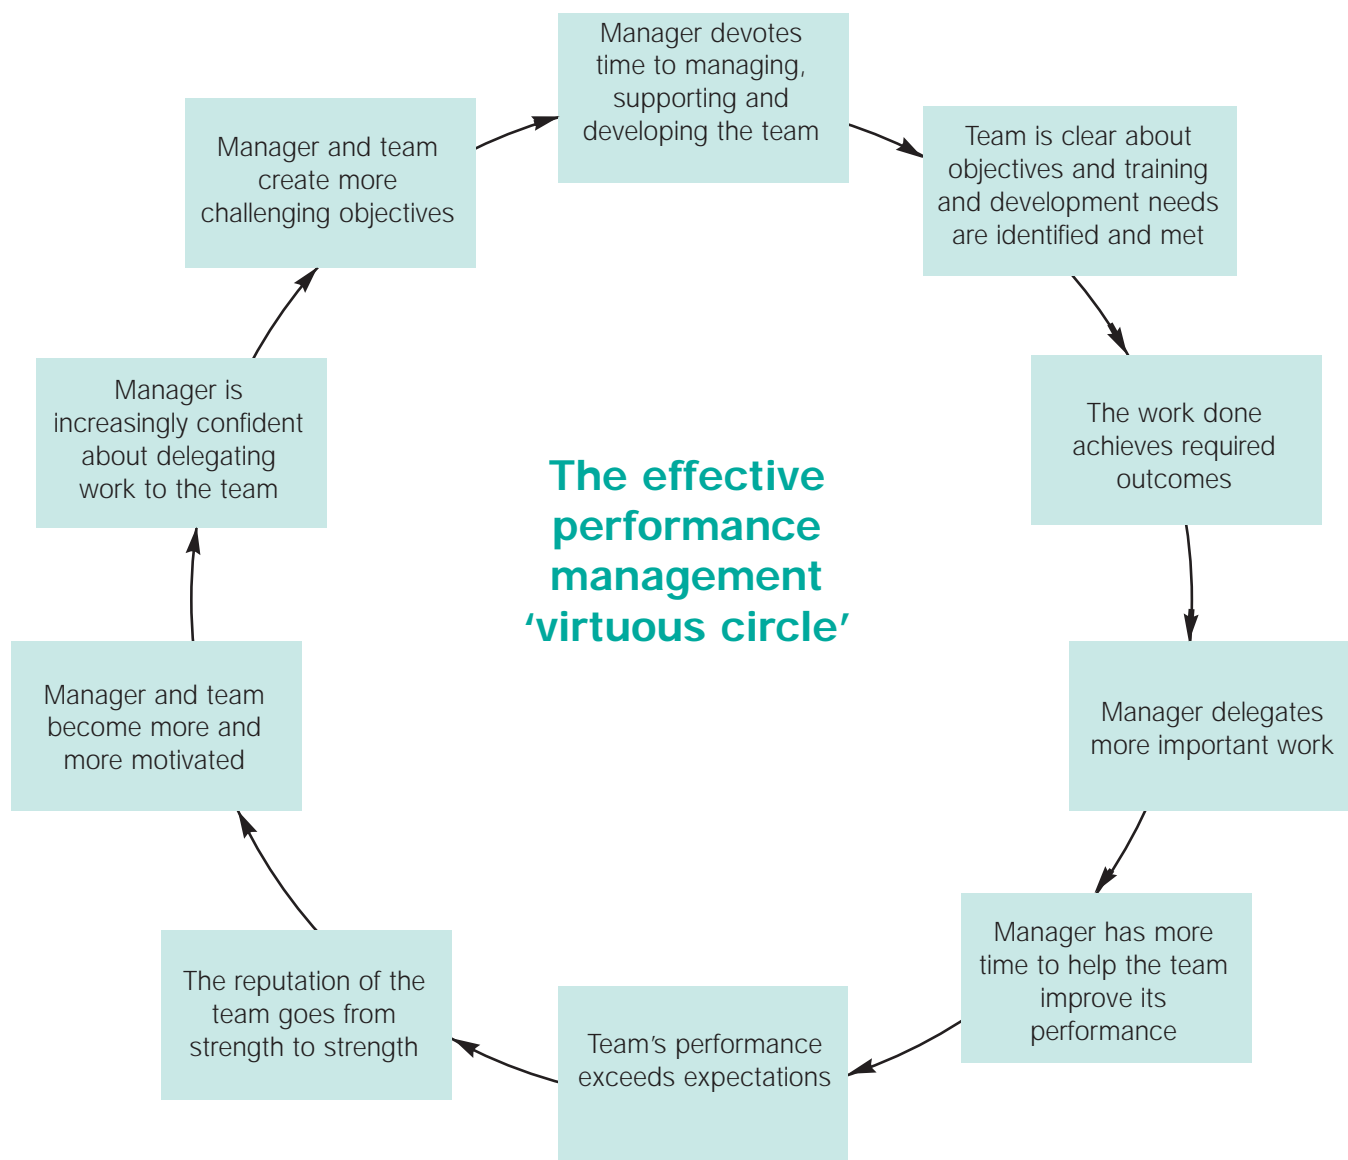 Manager devotes
time to managing,
supporting and
developing the team
Team is clear about
objectives and training
and development needs
are identified and met
The work done
achieves required
outcomes
Manager delegates
more important work
Manager has more
time to help the team
improve its
performance
Team's performance
exceeds expectations
The reputation of the
team goes from
strength to strength
Manager and team
become more and
more motivated
Manager is
increasingly confident
about delegating
work to the team
Manager and team
create more
challenging objectives
The effective
performance
management
‘virtuous circle’